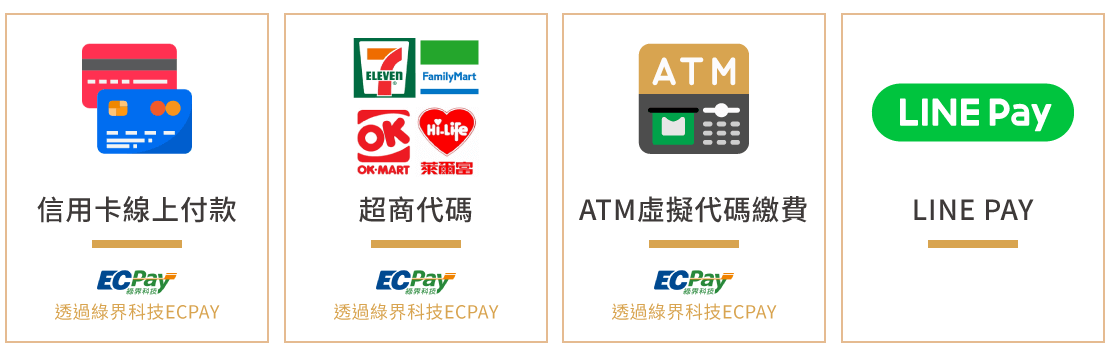 信用卡線上付款
ECPay
綠界科技
透過綠界科技ECPAY
7
ELEVEN
FamilyMart
OK
OK·MART
Hi-Life
萊爾富
超商代碼
ECPay
綠界科技
透過綠界科技ECPAY
ATM
ATM虛擬代碼繳費
ECPay
綠界科技
透過綠界科技ECPAY
LINE Pay
LINE PAY